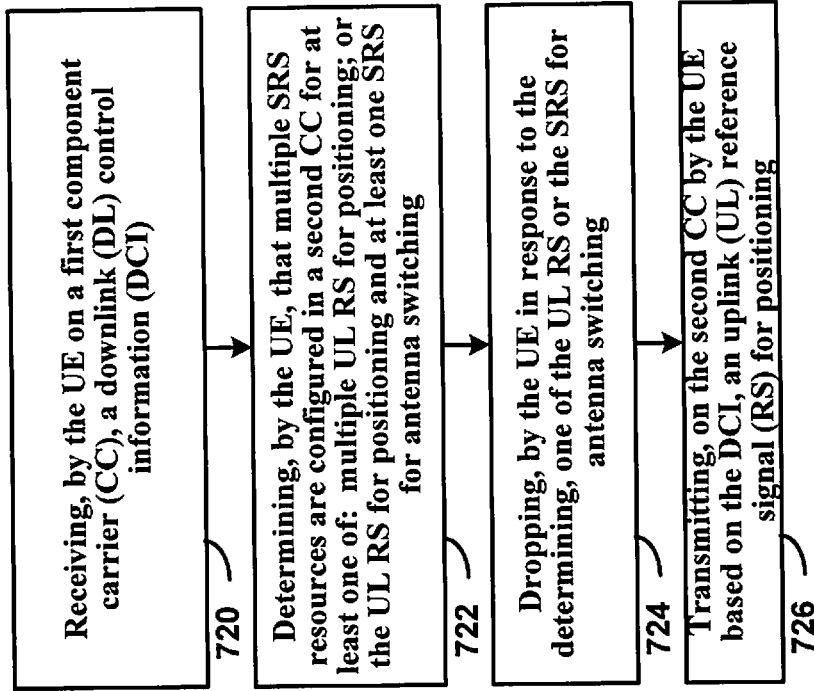 Receiving, by the UE on a first component
carrier (CC), a downlink (DL) control
information (DCI)
720
Determining, by the UE, that multiple SRS
resources are configured in a second CC for at
least one of: multiple UL RS for positioning; or
the UL RS for positioning and at least one SRS
for antenna switching
722
Dropping, by the UE in response to the
determining, one of the UL RS or the SRS for
antenna switching
724
Transmitting, on the second CC by the UE
based on the DCI, an uplink (UL) reference
signal (RS) for positioning
726